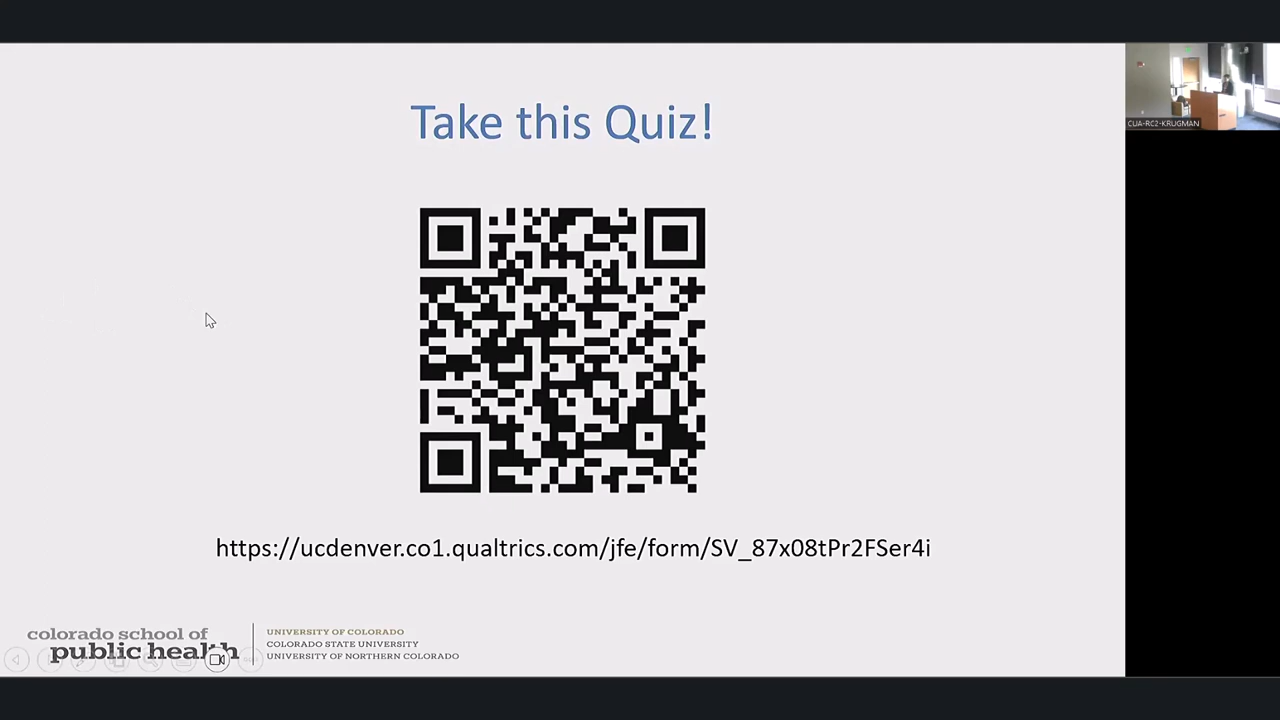 Take this Quiz!
CUA-RC2-KRUGMAN
https://ucdenver.co1.qualtrics.com/jfe/form/SV_87x08tPr2FSer4i
colorado school of
public health
UNIVERSITY OF COLORADO
COLORADO STATE UNIVERSITY
UNIVERSITY OF NORTHERN COLORADO